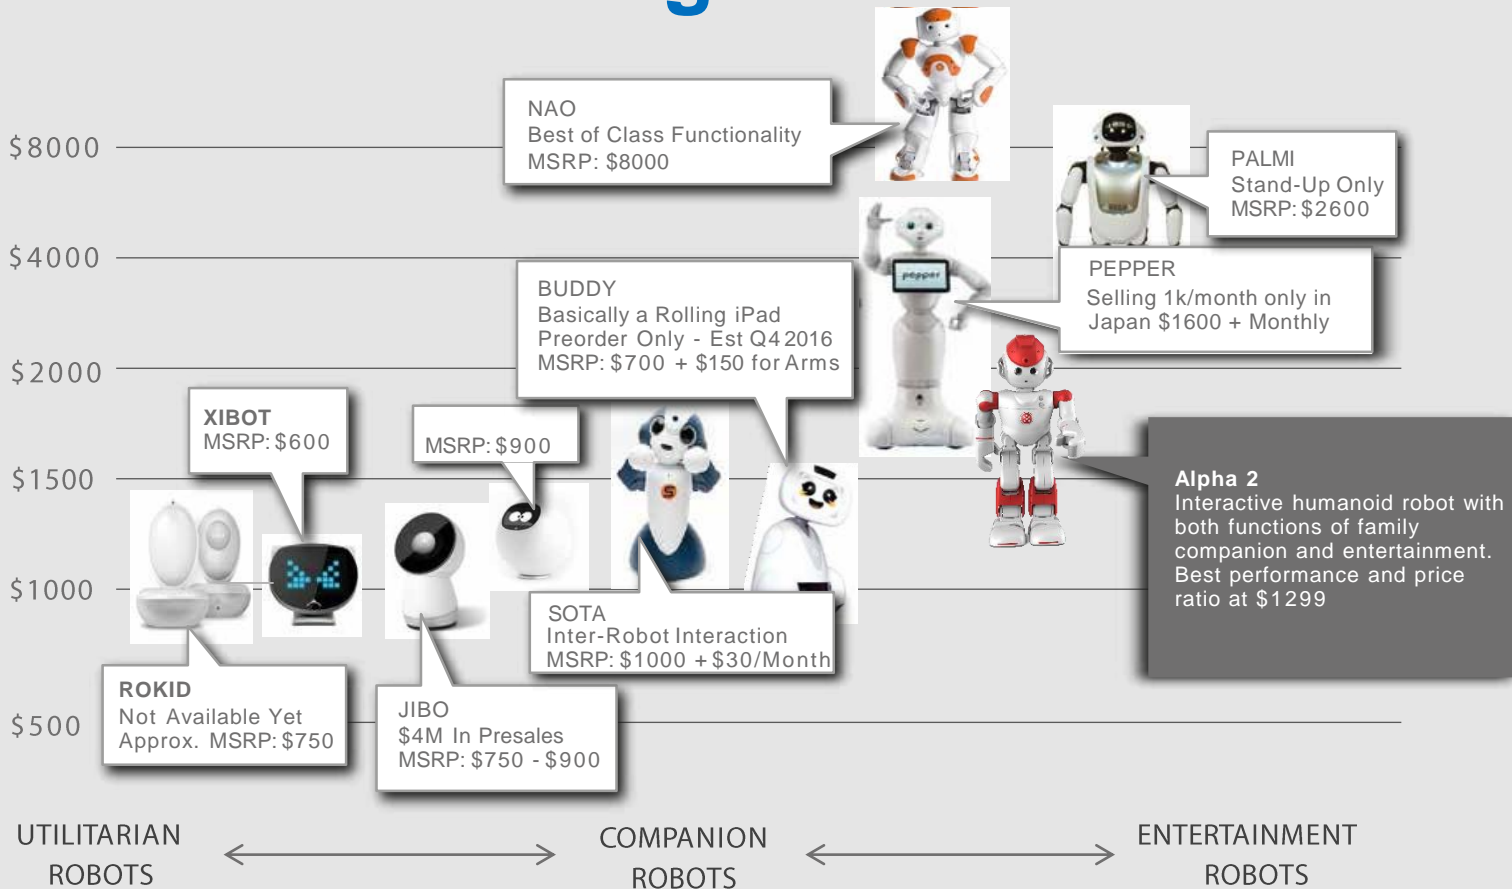 $8000
$4000
$2000
$1500
$1000
$500
NAO
Best of Class Functionality
MSRP: $8000
PALMI
Stand-Up Only
MSRP: $2600
PEPPER
Selling 1k/month only in
Japan $1600 + Monthly
pepper
BUDDY
Basically a Rolling iPad
Preorder Only - Est Q4 2016
MSRP: $700 + $150 for Arms
XIBOT
MSRP: $600
MSRP: $900
S
Alpha 2
Interactive humanoid robot with
both functions of family
companion and entertainment.
Best performance and price
ratio at $1299
SOTA
Inter-Robot Interaction
MSRP: $1000 + $30/Month
ROKID
Not Available Yet
Approx. MSRP: $750
JIBO
$4M In Presales
MSRP: $750 - $900
UTILITARIAN
ROBOTS
COMPANION
ROBOTS
ENTERTAINMENT
ROBOTS